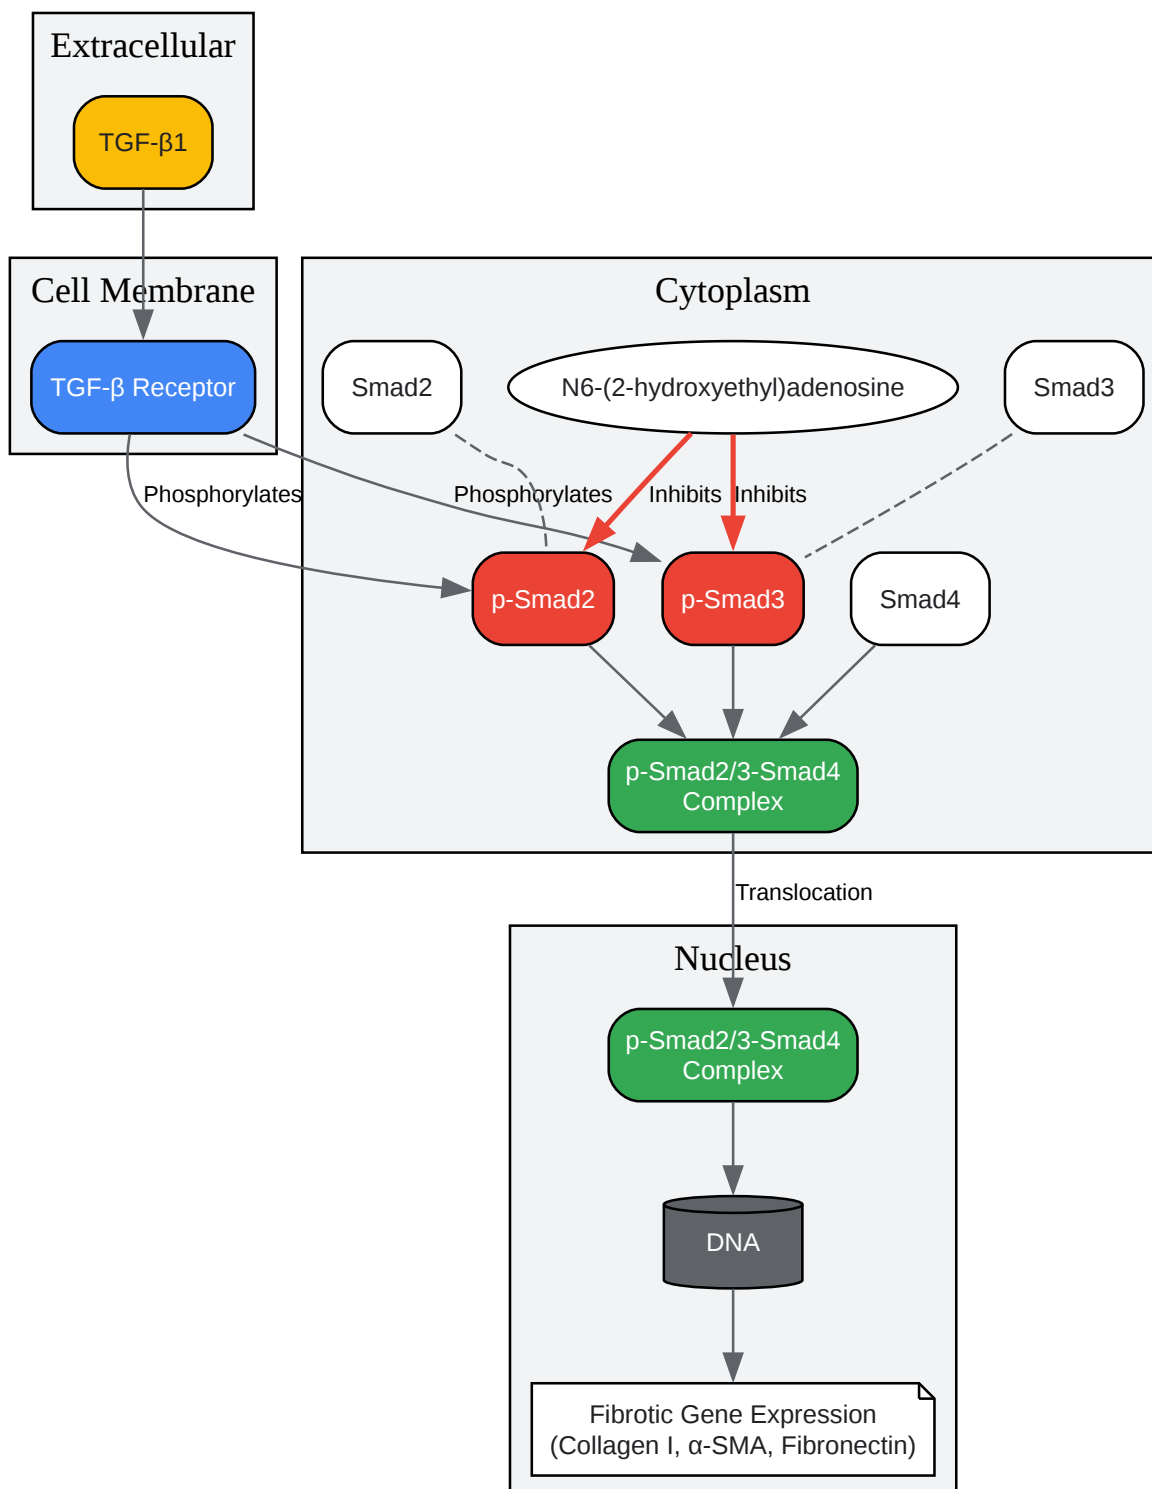 Extracellular
TGF-β1
Cell Membrane
Cytoplasm
TGF-β Receptor
Smad2
N6-(2-hydroxyethyl)adenosine
Smad3
Phosphorylates
Phosphorylates
Inhibits
Inhibits
p-Smad2
p-Smad3
Smad4
p-Smad2/3-Smad4
Complex
Translocation
Nucleus
p-Smad2/3-Smad4
Complex
DNA
Fibrotic Gene Expression
(Collagen I, α-SMA, Fibronectin)